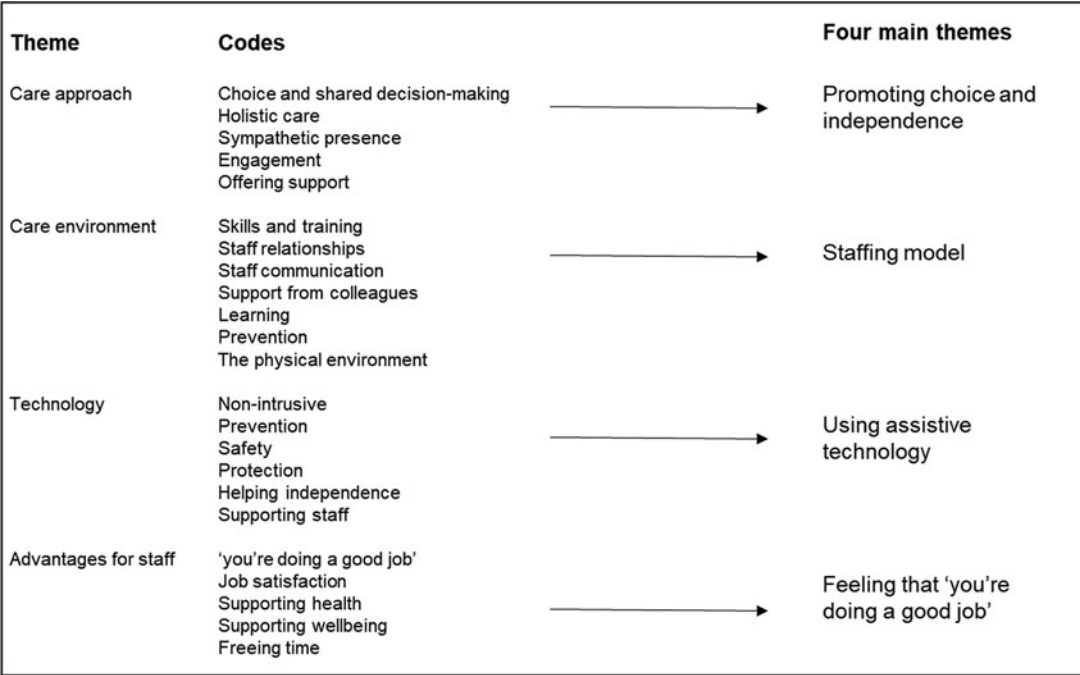 Theme
Codes
Four main themes
Care approach
Choice and shared decision-making
Holistic care
Sympathetic presence
Engagement
Offering support
Promoting choice and
independence
Care environment
Skills and training
Staff relationships
Staff communication
Support from colleagues
Learning
Prevention
The physical environment
Staffing model
Technology
Non-intrusive
Prevention
Safety
Protection
Helping independence
Supporting staff
Using assistive
technology
Advantages for staff
‘you’re doing a good job’
Job satisfaction
Supporting health
Supporting wellbeing
Freeing time
Feeling that ‘you’re
doing a good job’